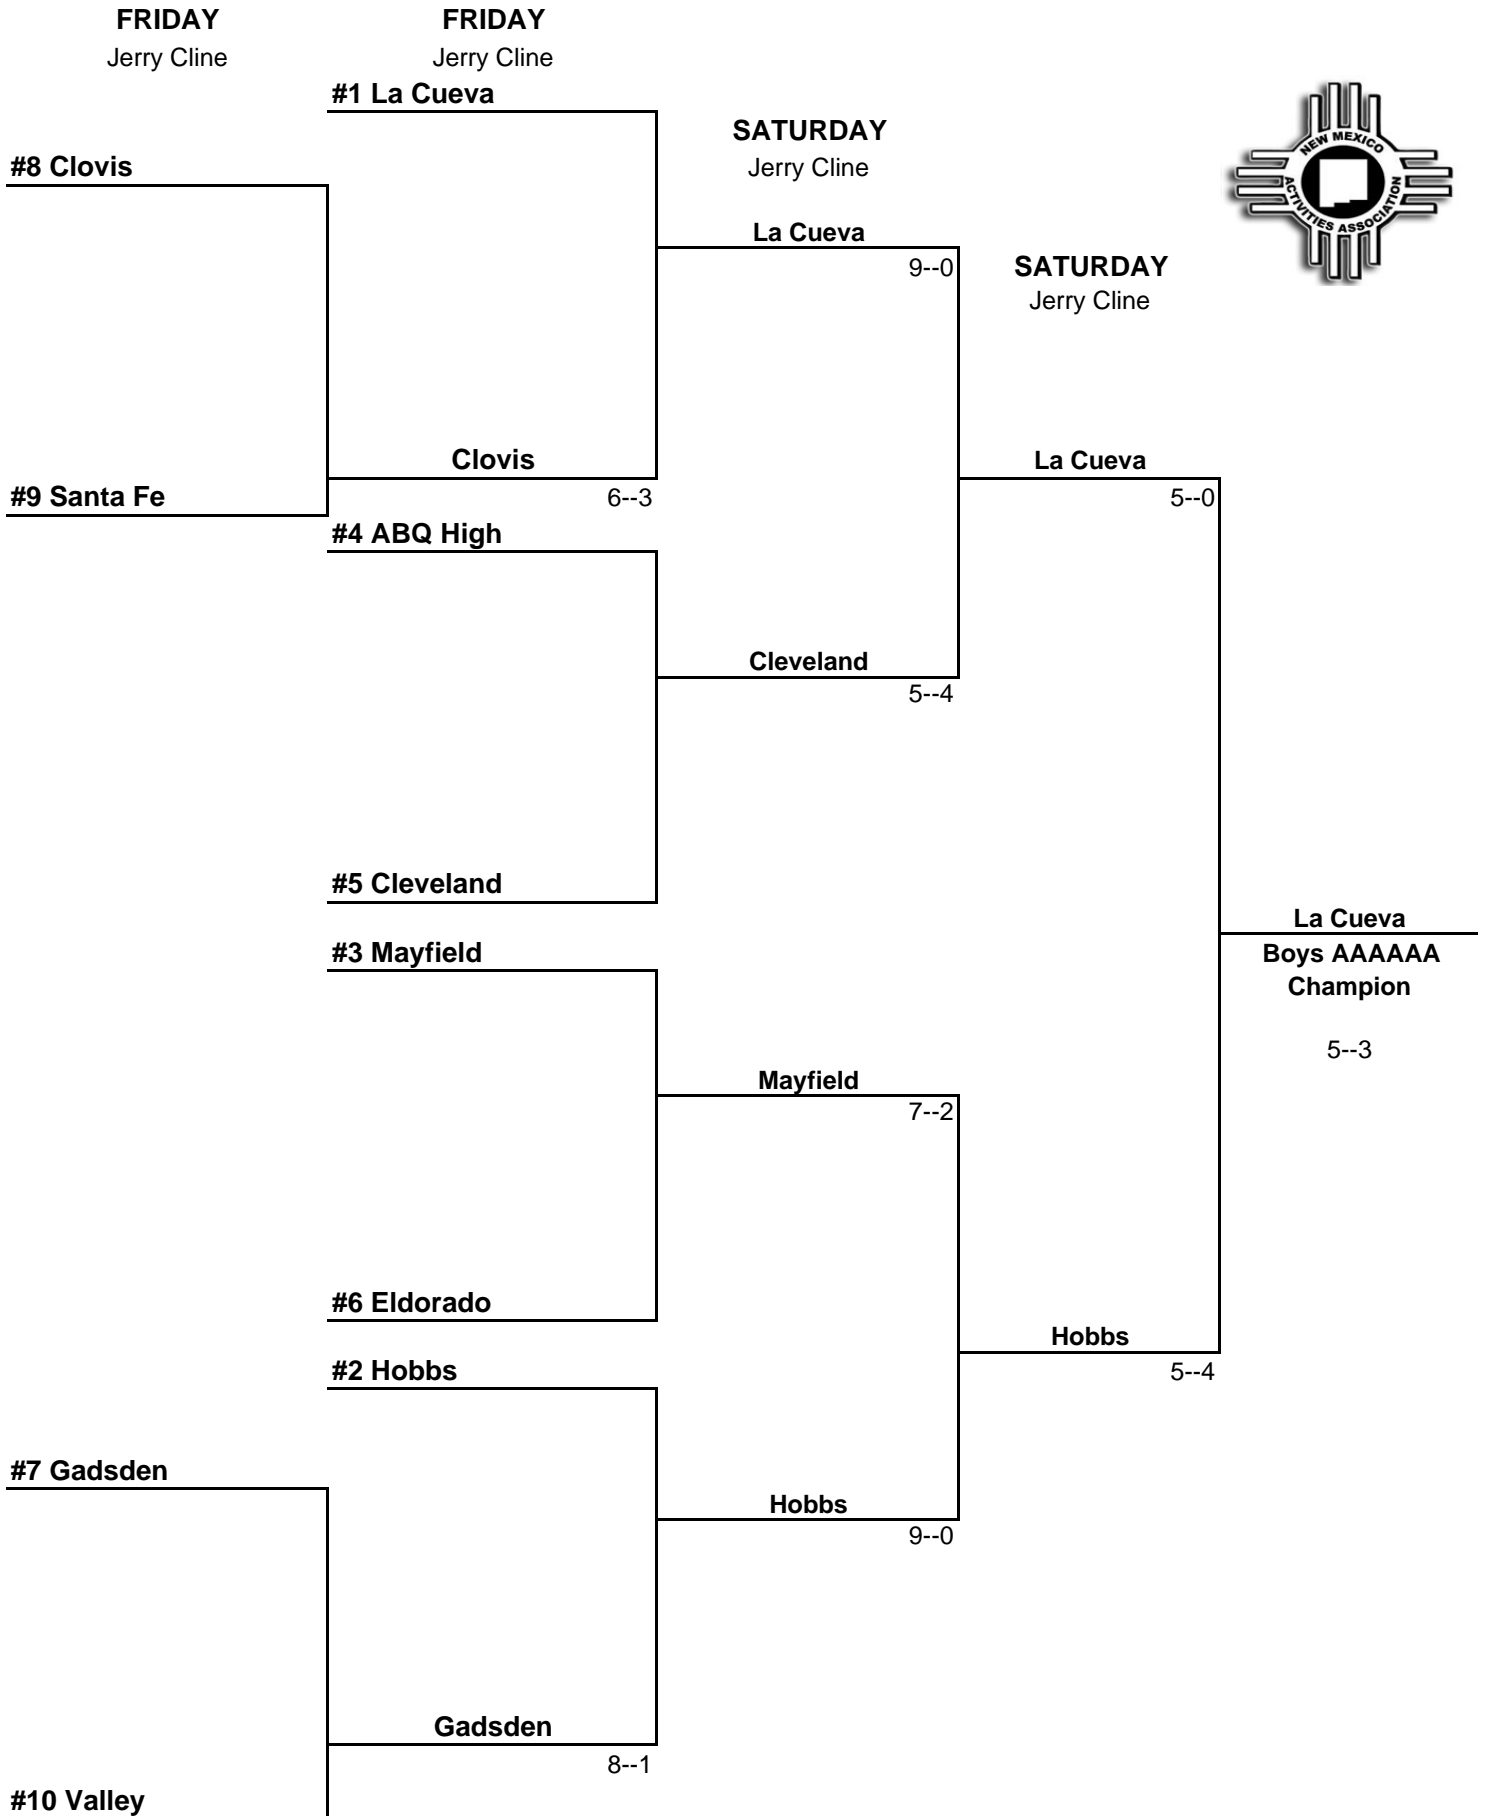 FRIDAY
FRIDAY
Jerry Cline
Jerry Cline
#1 La Cueva
NEW MEXICO
ACTIVITIES ASSOCIATION
SATURDAY
Jerry Cline
#8 Clovis
La Cueva
9--0
SATURDAY
Jerry Cline
Clovis
La Cueva
#9 Santa Fe
6--3
5--0
#4 ABQ High
Cleveland
5--4
#5 Cleveland
La Cueva
#3 Mayfield
Boys AAAAAA
Champion
5--3
Mayfield
7--2
#6 Eldorado
Hobbs
#2 Hobbs
5--4
#7 Gadsden
Hobbs
9--0
Gadsden
8--1
#10 Valley